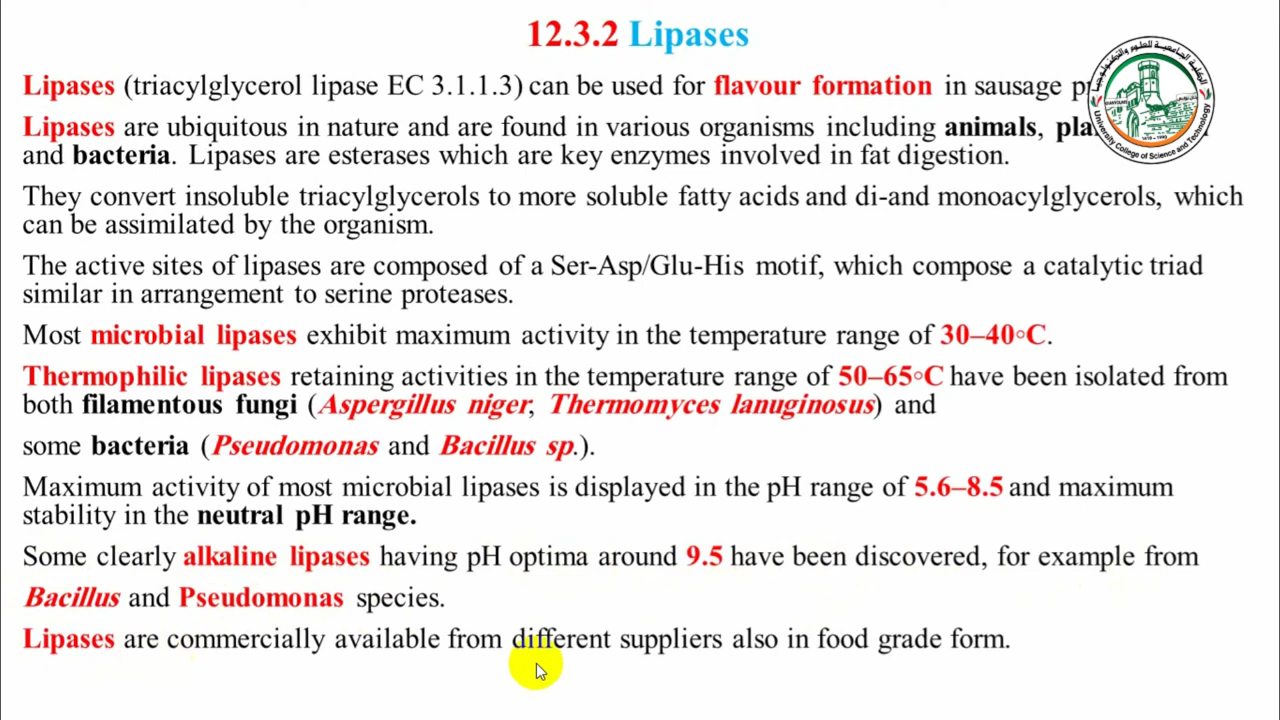 12.3.2 Lipases
Lipases (triacylglycerol lipase EC 3.1.1.3) can be used for flavour formation in sausage
Lipases are ubiquitous in nature and are found in various organisms including animals,
and bacteria. Lipases are esterases which are key enzymes involved in fat digestion.
They convert insoluble triacylglycerols to more soluble fatty acids and di-and monoacylglycerols, which
can be assimilated by the organism.
The active sites of lipases are composed of a Ser-Asp/Glu-His motif, which compose a catalytic triad
similar in arrangement to serine proteases.
Most microbial lipases exhibit maximum activity in the temperature range of 30–40◦C.
Thermophilic lipases retaining activities in the temperature range of 50–65◦C have been isolated from
both filamentous fungi (Aspergillus niger, Thermomyces lanuginosus) and
some bacteria (Pseudomonas and Bacillus sp.).
Maximum activity of most microbial lipases is displayed in the pH range of 5.6–8.5 and maximum
stability in the neutral pH range.
Some clearly alkaline lipases having pH optima around 9.5 have been discovered, for example from
Bacillus and Pseudomonas species.
Lipases are commercially available from different suppliers also in food grade form.
University College of Science and Technology